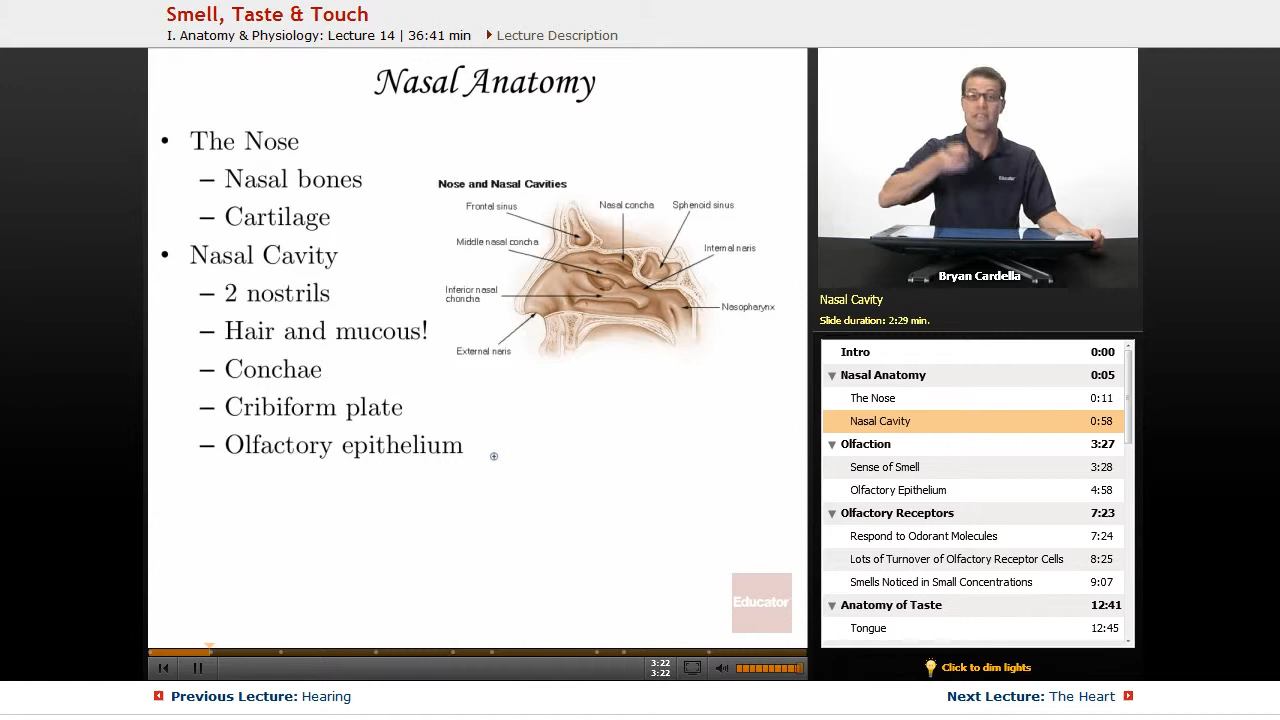 Smell, Taste & Touch
I. Anatomy & Physiology: Lecture 14 | 36:41 min
Lecture Description
Nasal Anatomy
• The Nose
– Nasal bones
– Cartilage
• Nasal Cavity
– 2 nostrils
– Hair and mucous!
– Conchae
– Cribiform plate
– Olfactory epithelium
Nose and Nasal Cavities
Frontal sinus
Nasal concha
Sphenoid sinus
Middle nasal concha
Internal naris
Inferior nasal
choncha
Nasopharynx
External naris
Educator
Educator
Bryan Cardella
Nasal Cavity
Slide duration: 2:29 min.
Intro 0:00
Nasal Anatomy 0:05
The Nose 0:11
Nasal Cavity 0:58
Olfaction 3:27
Sense of Smell 3:28
Olfactory Epithelium 4:58
Olfactory Receptors 7:23
Respond to Odorant Molecules 7:24
Lots of Turnover of Olfactory Receptor Cells 8:25
Smells Noticed in Small Concentrations 9:07
Anatomy of Taste 12:41
Tongue 12:45
3:22
3:22
Click to dim lights
Previous Lecture: Hearing
Next Lecture: The Heart